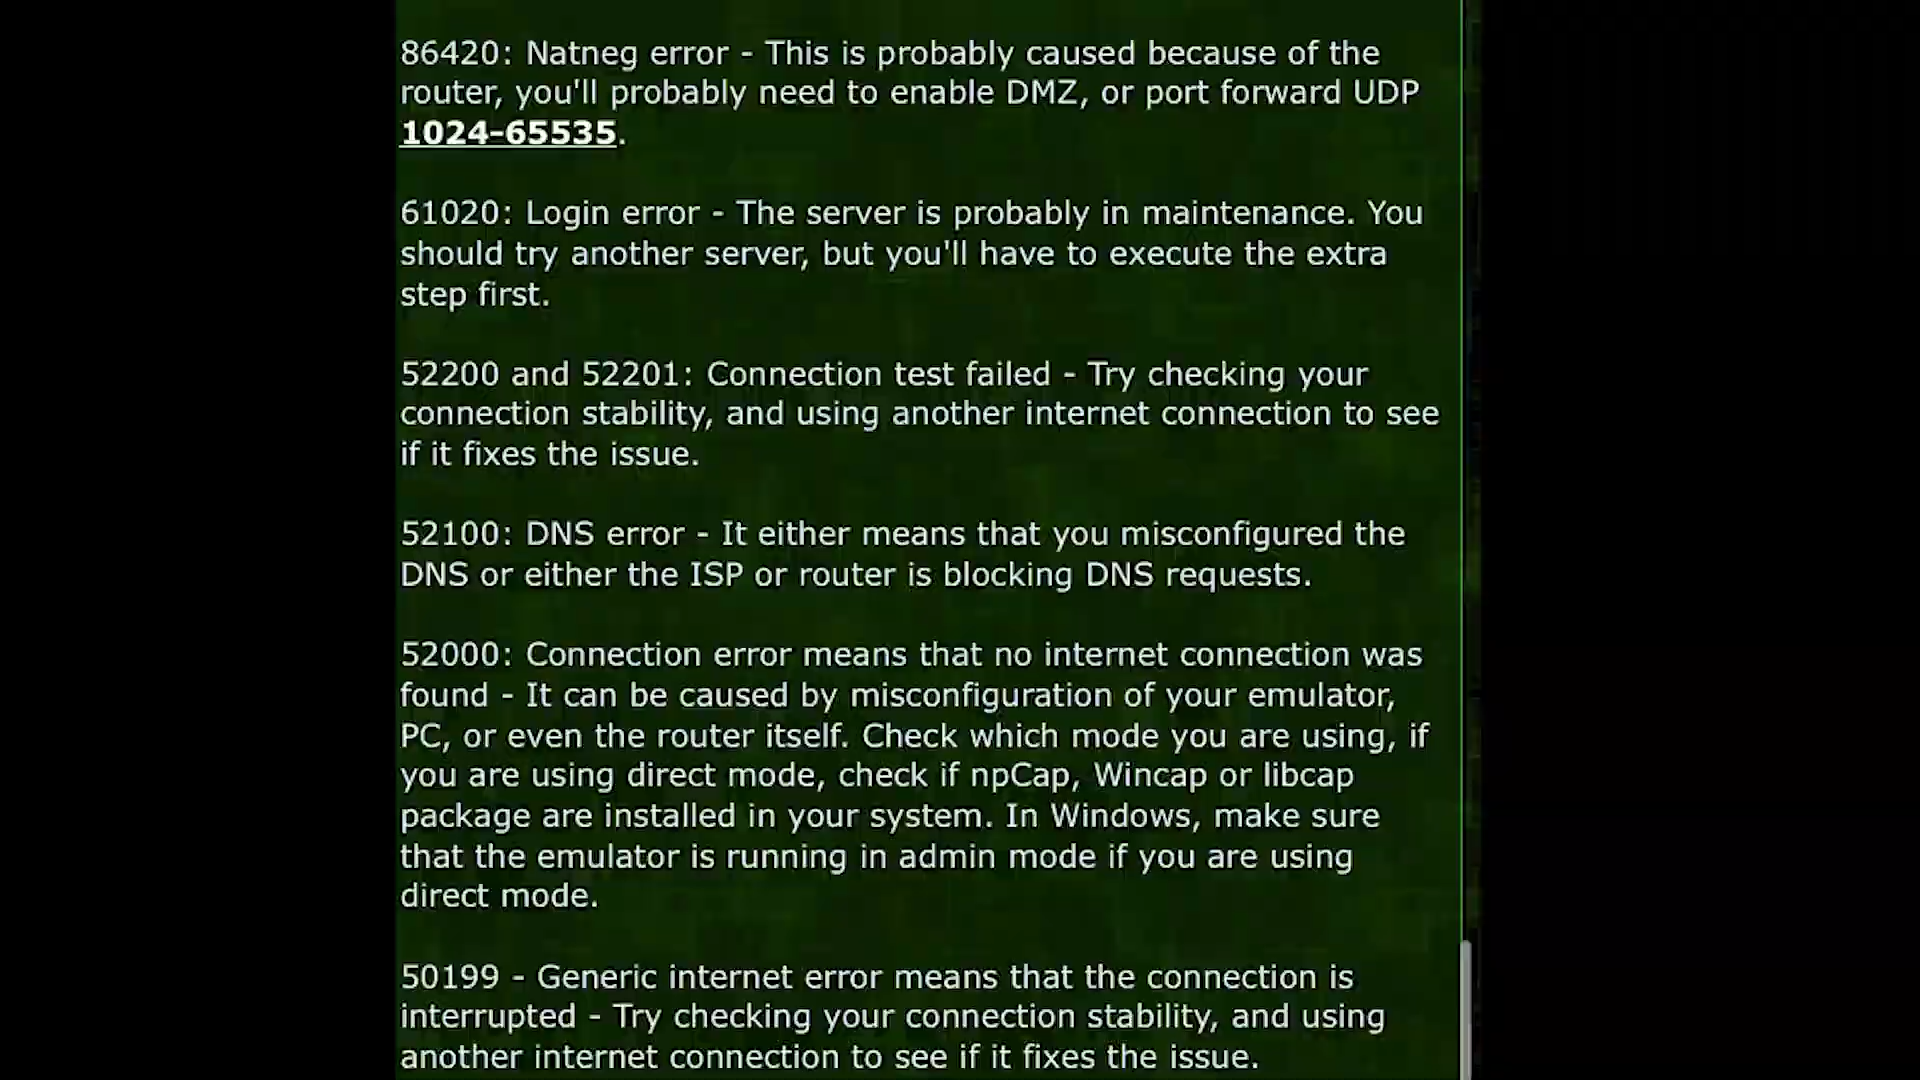 86420: Natneg error - This is probably caused because of the
router, you'll probably need to enable DMZ, or port forward UDP
1024-65535.
61020: Login error - The server is probably in maintenance. You
should try another server, but you'll have to execute the extra
step first.
52200 and 52201: Connection test failed - Try checking your
connection stability, and using another internet connection to see
if it fixes the issue.
52100: DNS error - It either means that you misconfigured the
DNS or either the ISP or router is blocking DNS requests.
52000: Connection error means that no internet connection was
found - It can be caused by misconfiguration of your emulator,
PC, or even the router itself. Check which mode you are using, if
you are using direct mode, check if npCap, Wincap or libcap
package are installed in your system. In Windows, make sure
that the emulator is running in admin mode if you are using
direct mode.
50199 - Generic internet error means that the connection is
interrupted - Try checking your connection stability, and using
another internet connection to see if it fixes the issue.